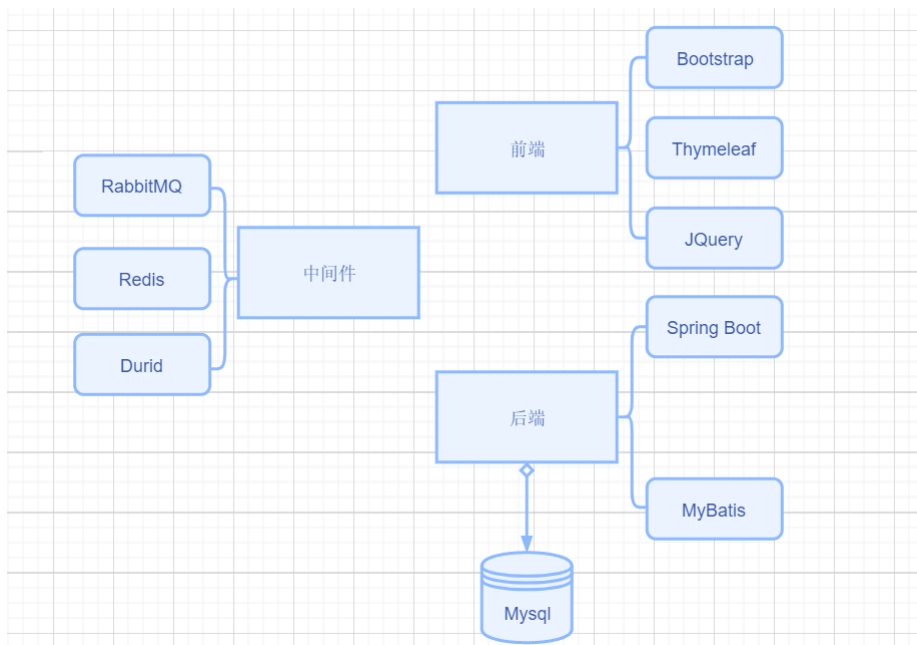 Bootstrap
前端
Thymeleaf
JQuery
RabbitMQ
Redis
中间件
Durid
Spring Boot
后端
MyBatis
Mysql